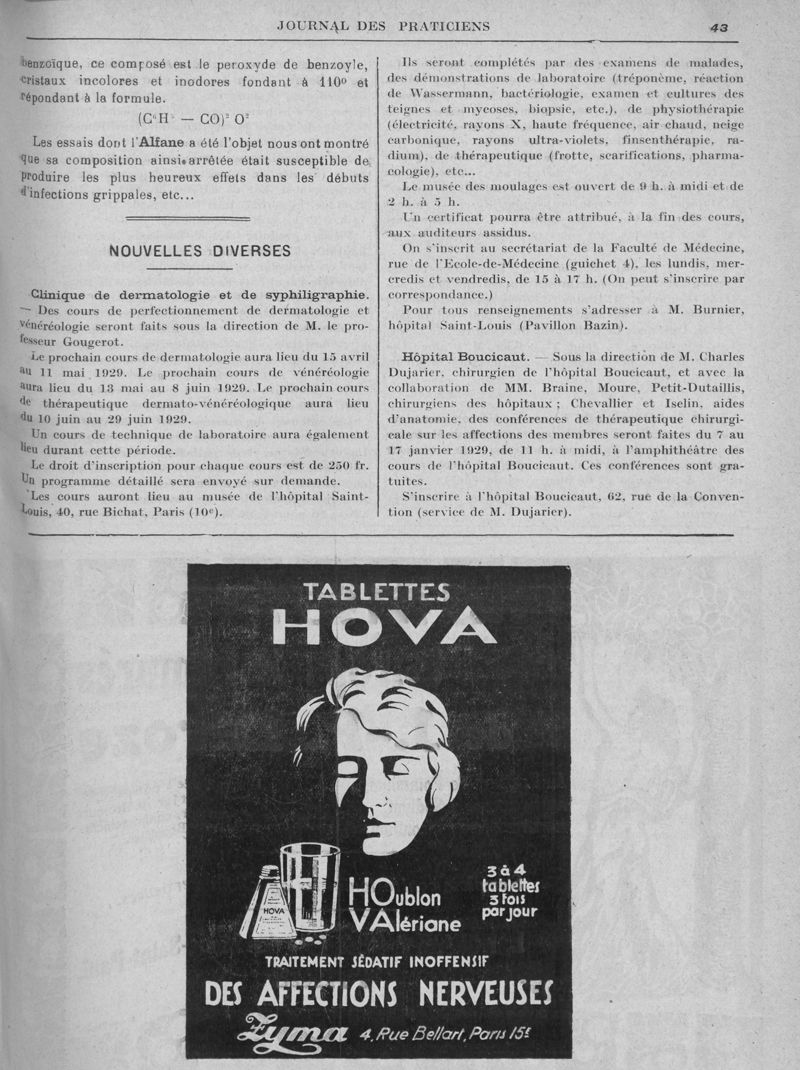 JOURNAL DES PRATICIENS
43
benzoïque, ce composé est le peroxyde de benzoyle,
cristaux incolores et inodores fondant à 110° et
répondant à la formule.
(C⁶H⁵ — CO)² O²
Les essais dont l'Alfane a été l'objet nous ont montré
que sa composition ainsi arrêtée était susceptible de
produire les plus heureux effets dans les débuts
d'infections grippales, etc...
NOUVELLES DIVERSES
Clinique de dermatologie et de syphiligraphie.
— Des cours de perfectionnement de dermatologie et
vénéréologie seront faits sous la direction de M. le pro-
fesseur Gougerot.
Le prochain cours de dermatologie aura lieu du 15 avril
au 11 mai 1929. Le prochain cours de vénéréologie
aura lieu du 13 mai au 8 juin 1929. Le prochain cours
de thérapeutique dermato-vénéréologique aura lieu
du 10 juin au 29 juin 1929.
Un cours de technique de laboratoire aura également
lieu durant cette période.
Le droit d'inscription pour chaque cours est de 250 fr.
Un programme détaillé sera envoyé sur demande.
Les cours auront lieu au musée de l'hôpital Saint-
Louis, 40, rue Bichat, Paris (10e).
Ils seront complétés par des examens de malades,
des démonstrations de laboratoire (tréponème, réaction
de Wassermann, bactériologie, examen et cultures des
teignes et mycoses, biopsie, etc.), de physiothérapie
(électricité, rayons X, haute fréquence, air chaud, neige
carbonique, rayons ultra-violets, finsenthérapie, ra-
dium), de thérapeutique (frotte, scarifications, pharma-
cologie), etc...
Le musée des moulages est ouvert de 9 h. à midi et de
2 h. à 5 h.
Un certificat pourra être attribué, à la fin des cours,
aux auditeurs assidus.
On s'inscrit au secrétariat de la Faculté de Médecine,
rue de l'Ecole-de-Médecine (guichet 4), les lundis, mer-
credis et vendredis, de 15 à 17 h. (On peut s'inscrire par
correspondance.)
Pour tous renseignements s'adresser à M. Burnier,
hôpital Saint-Louis (Pavillon Bazin).
Hôpital Boucicaut. — Sous la direction de M. Charles
Dujarier, chirurgien de l'hôpital Boucicaut, et avec la
collaboration de MM. Braine, Moure, Petit-Dutaillis,
chirurgiens des hôpitaux ; Chevallier et Iselin, aides
d'anatomie, des conférences de thérapeutique chirurgi-
cale sur les affections des membres seront faites du 7 au
17 janvier 1929, de 11 h. à midi, à l'amphithéâtre des
cours de l'hôpital Boucicaut. Ces conférences sont gra-
tuites.
S'inscrire à l'hôpital Boucicaut, 62, rue de la Conven-
tion (service de M. Dujarier).
TABLETTES
HOVA
HOVA
HOublon
VAlériane
3 à 4
tablettes
3 fois
par jour
TRAITEMENT SÉDATIF INOFFENSIF
DES AFFECTIONS NERVEUSES
Zyma 4, Rue Bellart, Paris 15e